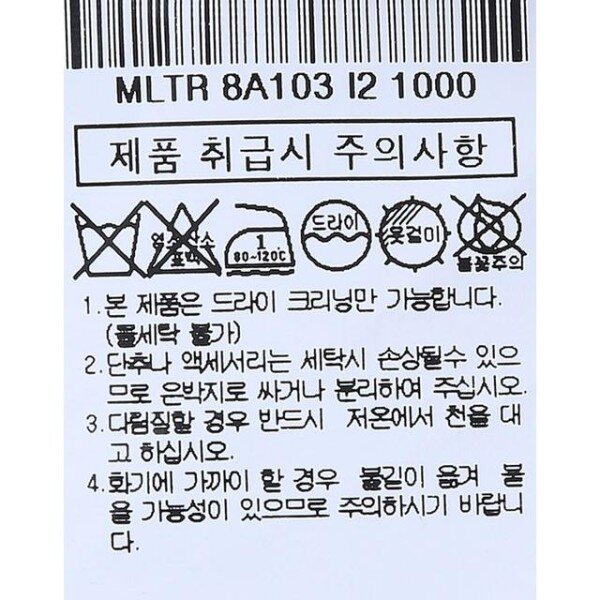 MLTR 8A103 I2 1000
제품 취급시 주의사항
염소산소 표백
1 80~120℃
드라이
옷걸이
불꽃주의
1.본 제품은 드라이 크리닝만 가능합니다.
(물세탁 불가)
2.단추나 액세서리는 세탁시 손상될수 있으
므로 은박지로 싸거나 분리하여 주십시오.
3.다림질할 경우 반드시 저온에서 천을 대
고 하십시오.
4.화기에 가까이 할 경우 불길이 옮겨 붙
을 가능성이 있으므로 주의하시기 바랍니
다.